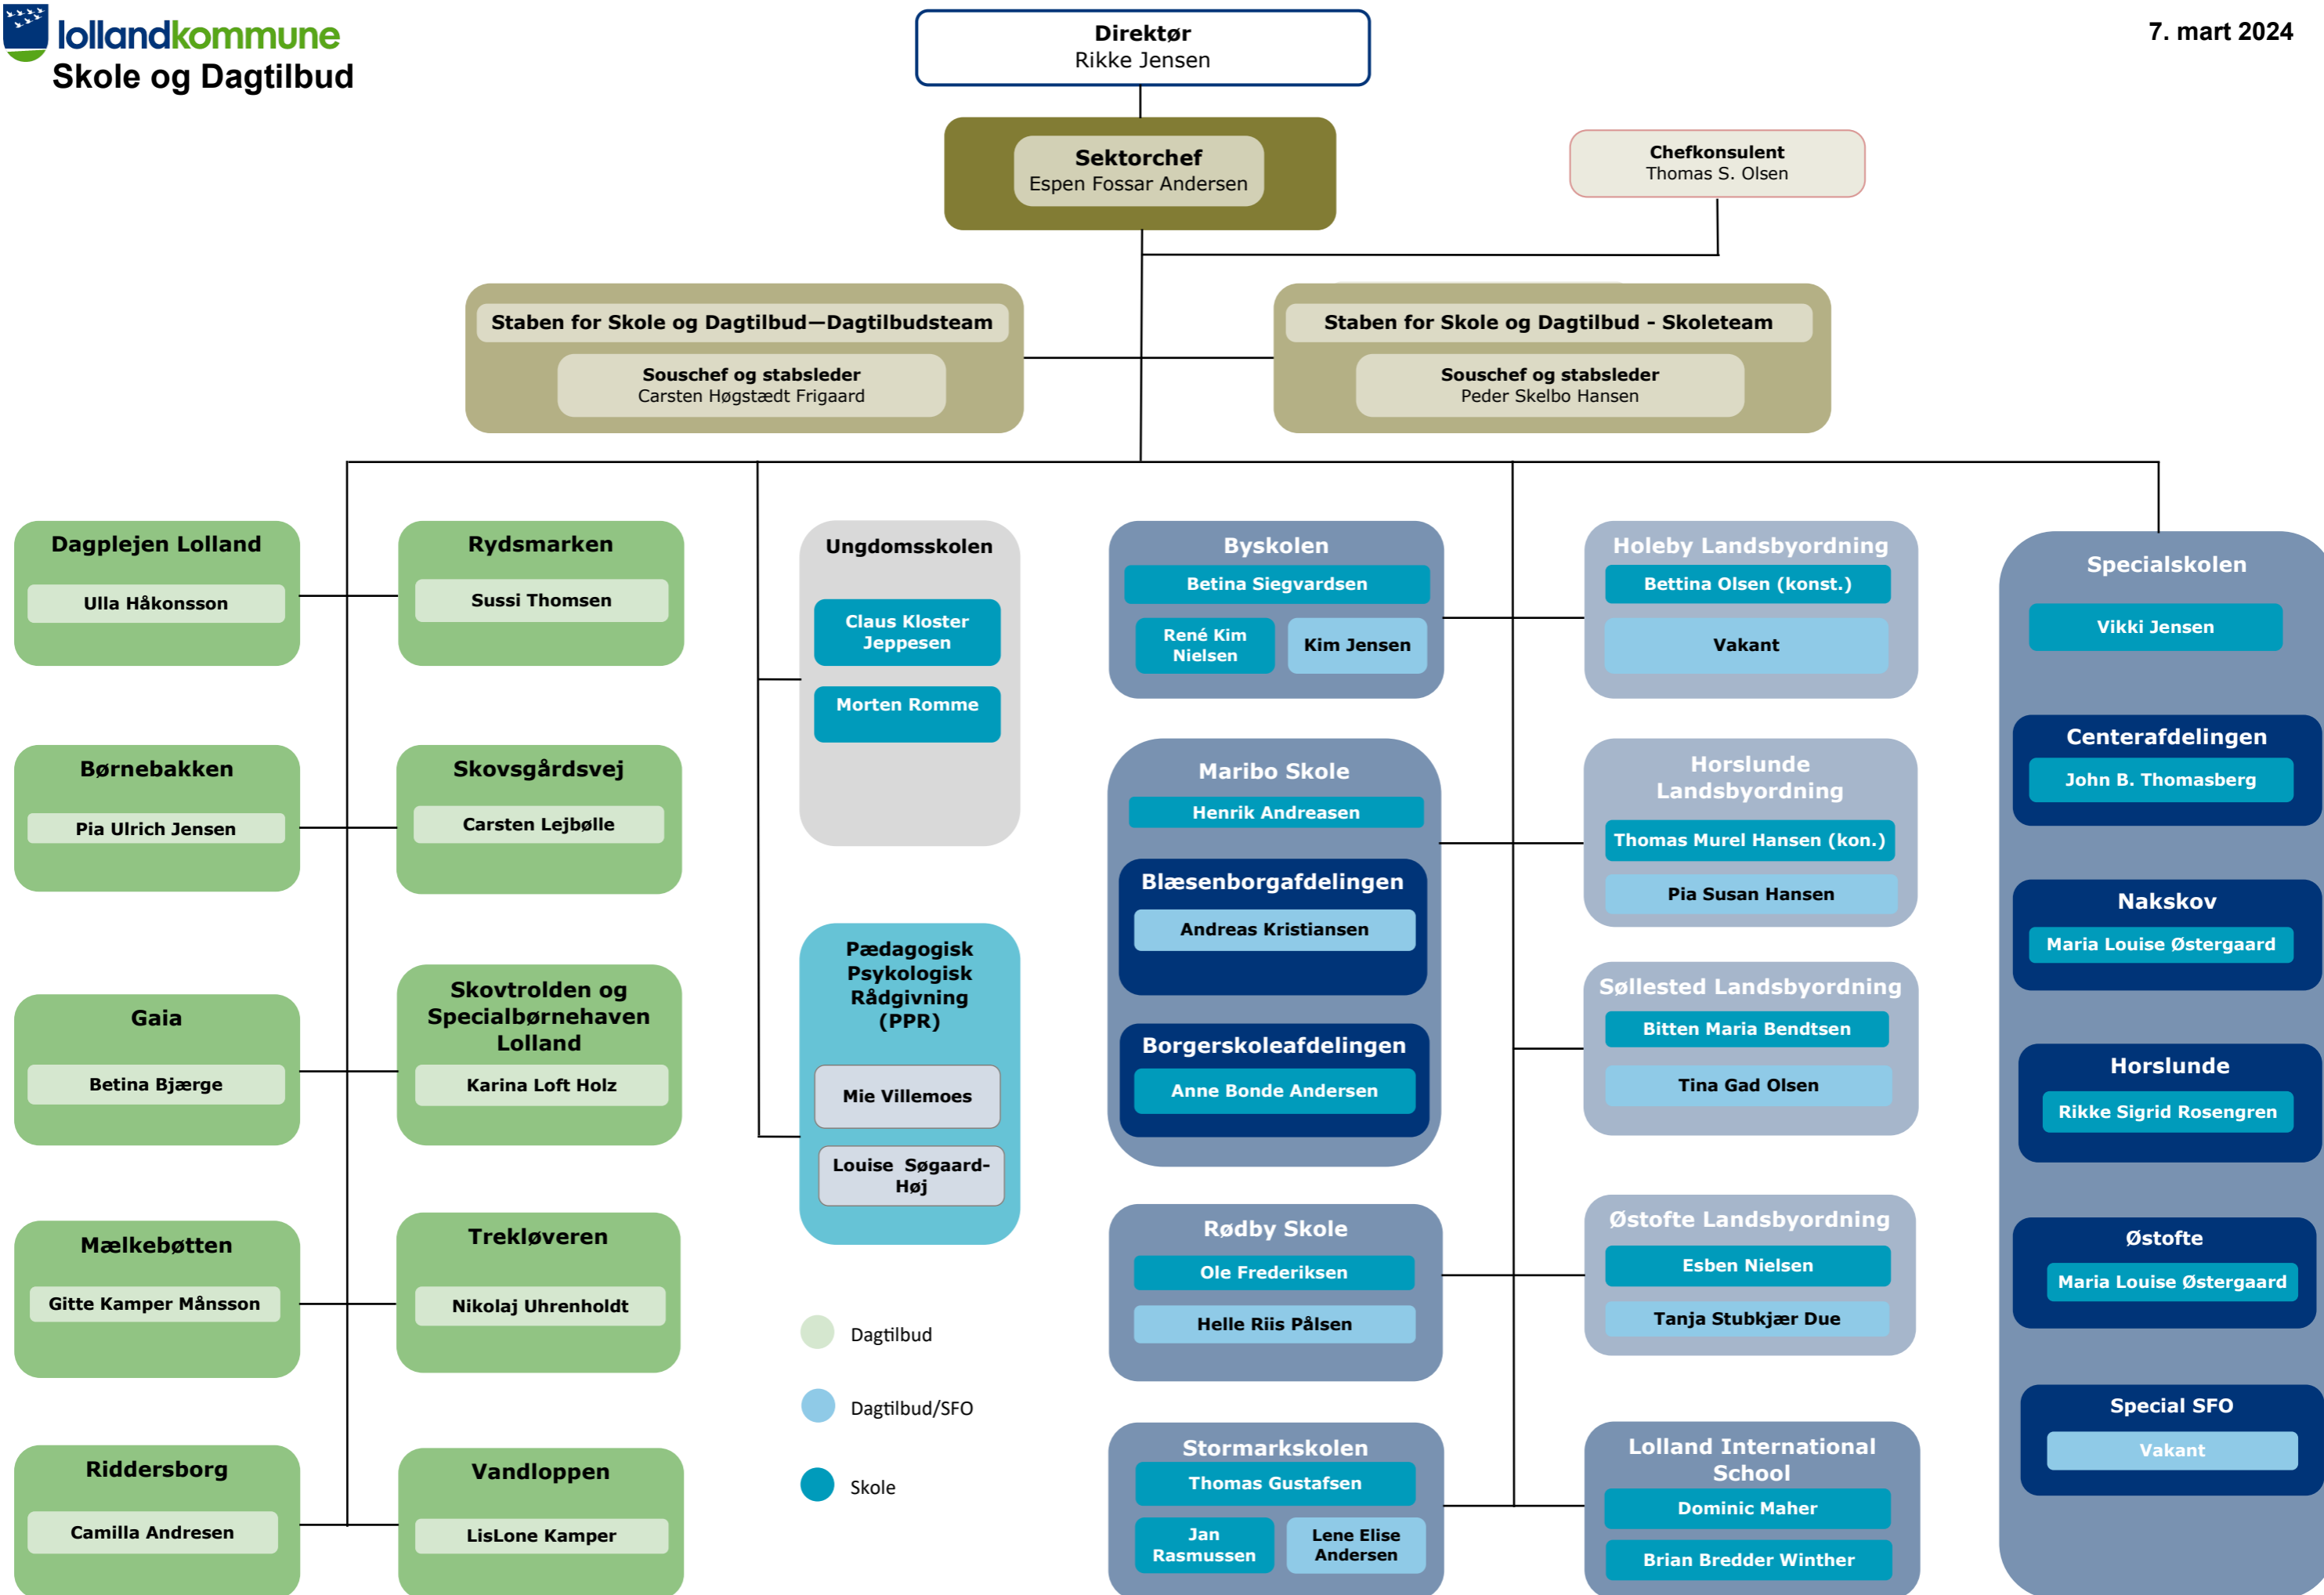 lollandkommune
Skole og Dagtilbud
7. mart 2024
Direktør
Rikke Jensen
Sektorchef
Espen Fossar Andersen
Chefkonsulent
Thomas S. Olsen
Staben for Skole og Dagtilbud—Dagtilbudsteam
Souschef og stabsleder
Carsten Høgstædt Frigaard
Staben for Skole og Dagtilbud - Skoleteam
Souschef og stabsleder
Peder Skelbo Hansen
Dagplejen Lolland
Ulla Håkonsson
Rydsmarken
Sussi Thomsen
Børnebakken
Pia Ulrich Jensen
Skovsgårdsvej
Carsten Lejbølle
Gaia
Betina Bjærge
Skovtrolden og
Specialbørnehaven
Lolland
Karina Loft Holz
Mælkebøtten
Gitte Kamper Månsson
Trekløveren
Nikolaj Uhrenholdt
Riddersborg
Camilla Andresen
Vandloppen
LisLone Kamper
Ungdomsskolen
Claus Kloster
Jeppesen
Morten Romme
Pædagogisk
Psykologisk
Rådgivning
(PPR)
Mie Villemoes
Louise  Søgaard-
Høj
Dagtilbud
Dagtilbud/SFO
Skole
Byskolen
Betina Siegvardsen
René Kim
Nielsen
Kim Jensen
Maribo Skole
Henrik Andreasen
Blæsenborgafdelingen
Andreas Kristiansen
Borgerskoleafdelingen
Anne Bonde Andersen
Rødby Skole
Ole Frederiksen
Helle Riis Pålsen
Stormarkskolen
Thomas Gustafsen
Jan
Rasmussen
Lene Elise
Andersen
Holeby Landsbyordning
Bettina Olsen (konst.)
Vakant
Horslunde
Landsbyordning
Thomas Murel Hansen (kon.)
Pia Susan Hansen
Søllested Landsbyordning
Bitten Maria Bendtsen
Tina Gad Olsen
Østofte Landsbyordning
Esben Nielsen
Tanja Stubkjær Due
Lolland International
School
Dominic Maher
Brian Bredder Winther
Specialskolen
Vikki Jensen
Centerafdelingen
John B. Thomasberg
Nakskov
Maria Louise Østergaard
Horslunde
Rikke Sigrid Rosengren
Østofte
Maria Louise Østergaard
Special SFO
Vakant